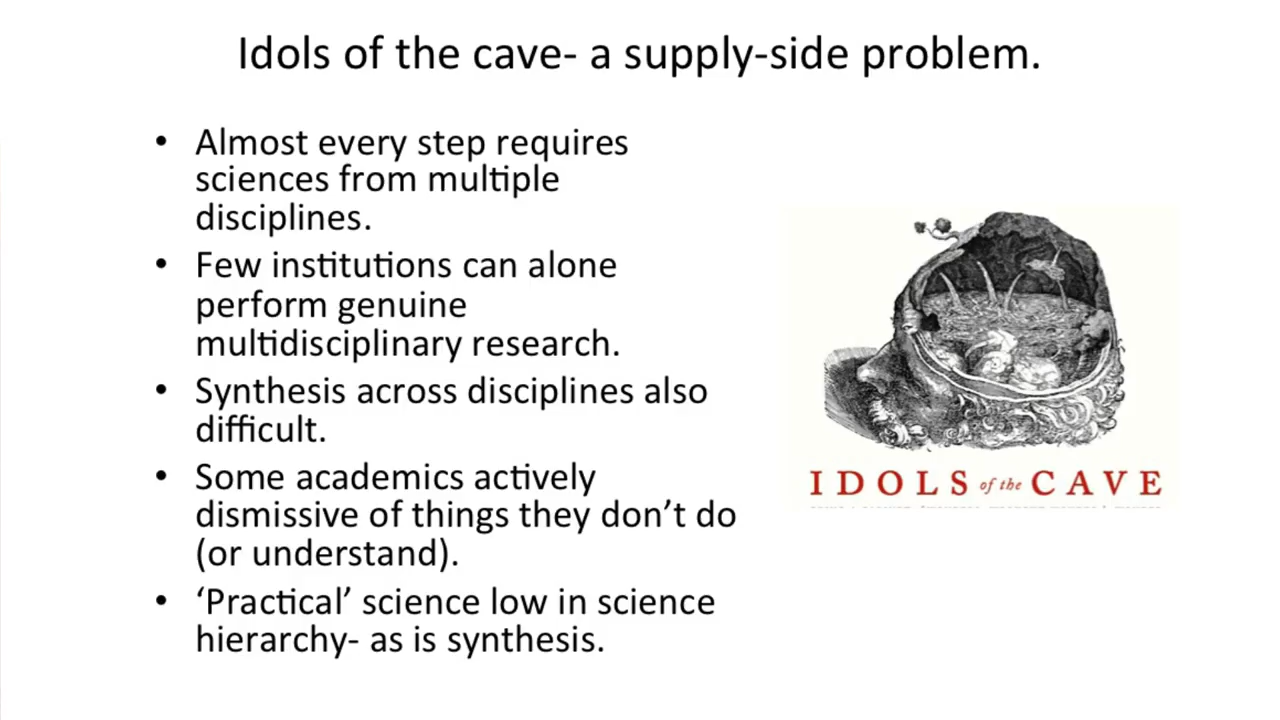 Idols of the cave- a supply-side problem.
• Almost every step requires
sciences from multiple
disciplines.
• Few institutions can alone
perform genuine
multidisciplinary research.
• Synthesis across disciplines also
difficult.
• Some academics actively
dismissive of things they don’t do
(or understand).
• ‘Practical’ science low in science
hierarchy- as is synthesis.
IDOLS of the CAVE